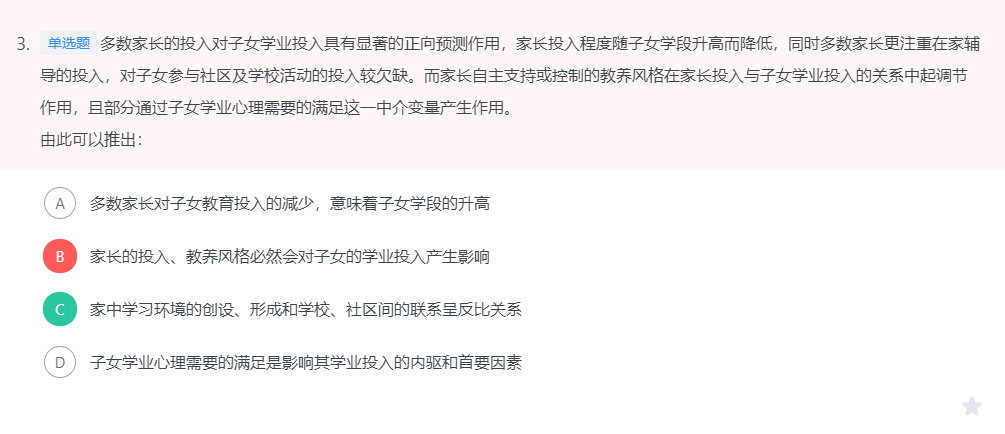 3. 单选题 多数家长的投入对子女学业投入具有显著的正向预测作用，家长投入程度随子女学段升高而降低，同时多数家长更注重在家辅
导的投入，对子女参与社区及学校活动的投入较欠缺。而家长自主支持或控制的教养风格在家长投入与子女学业投入的关系中起调节
作用，且部分通过子女学业心理需要的满足这一中介变量产生作用。
由此可以推出：
A 多数家长对子女教育投入的减少，意味着子女学段的升高
B 家长的投入、教养风格必然会对子女的学业投入产生影响
C 家中学习环境的创设、形成和学校、社区间的联系呈反比关系
D 子女学业心理需要的满足是影响其学业投入的内驱和首要因素